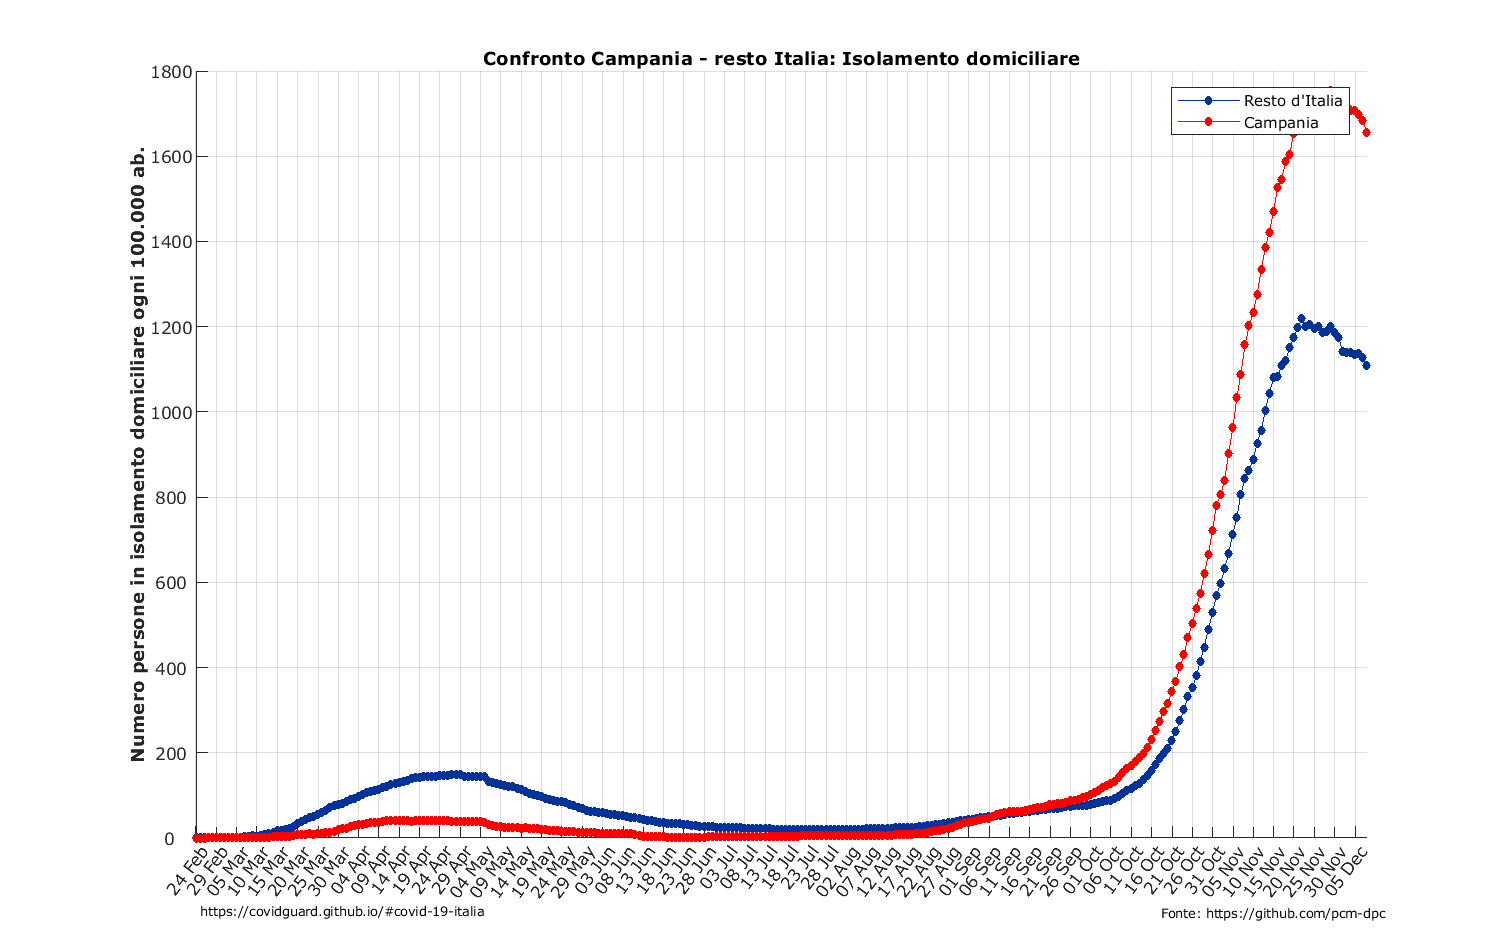 Confronto Campania - resto Italia: Isolamento domiciliare
Numero persone in isolamento domiciliare ogni 100.000 ab.
1800
1600
1400
1200
1000
800
600
400
200
0
Resto d'Italia
Campania
24 Feb
29 Feb
05 Mar
10 Mar
15 Mar
20 Mar
25 Mar
30 Mar
04 Apr
09 Apr
14 Apr
19 Apr
24 Apr
29 Apr
04 May
09 May
14 May
19 May
24 May
29 May
03 Jun
08 Jun
13 Jun
18 Jun
23 Jun
28 Jun
03 Jul
08 Jul
13 Jul
18 Jul
23 Jul
28 Jul
02 Aug
07 Aug
12 Aug
17 Aug
22 Aug
27 Aug
01 Sep
06 Sep
11 Sep
16 Sep
21 Sep
26 Sep
01 Oct
06 Oct
11 Oct
16 Oct
21 Oct
26 Oct
31 Oct
05 Nov
10 Nov
15 Nov
20 Nov
25 Nov
30 Nov
05 Dec
https://covidguard.github.io/#covid-19-italia
Fonte: https://github.com/pcm-dpc